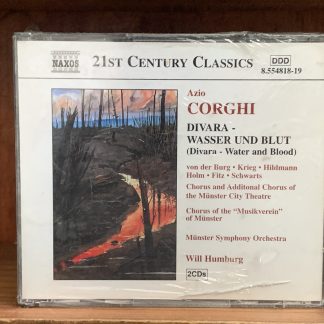 NAXOS
21ST CENTURY CLASSICS
DDD
8.554818-19
Azio
CORGHI
DIVARA -
WASSER UND BLUT
(Divara - Water and Blood)
von der Burg • Krieg • Hildmann
Holm • Fitz • Schwarts
Chorus and Additonal Chorus of
the Münster City Theatre
Chorus of the "Musikverein"
of Münster
Münster Symphony Orchestra
Will Humburg
2CDs